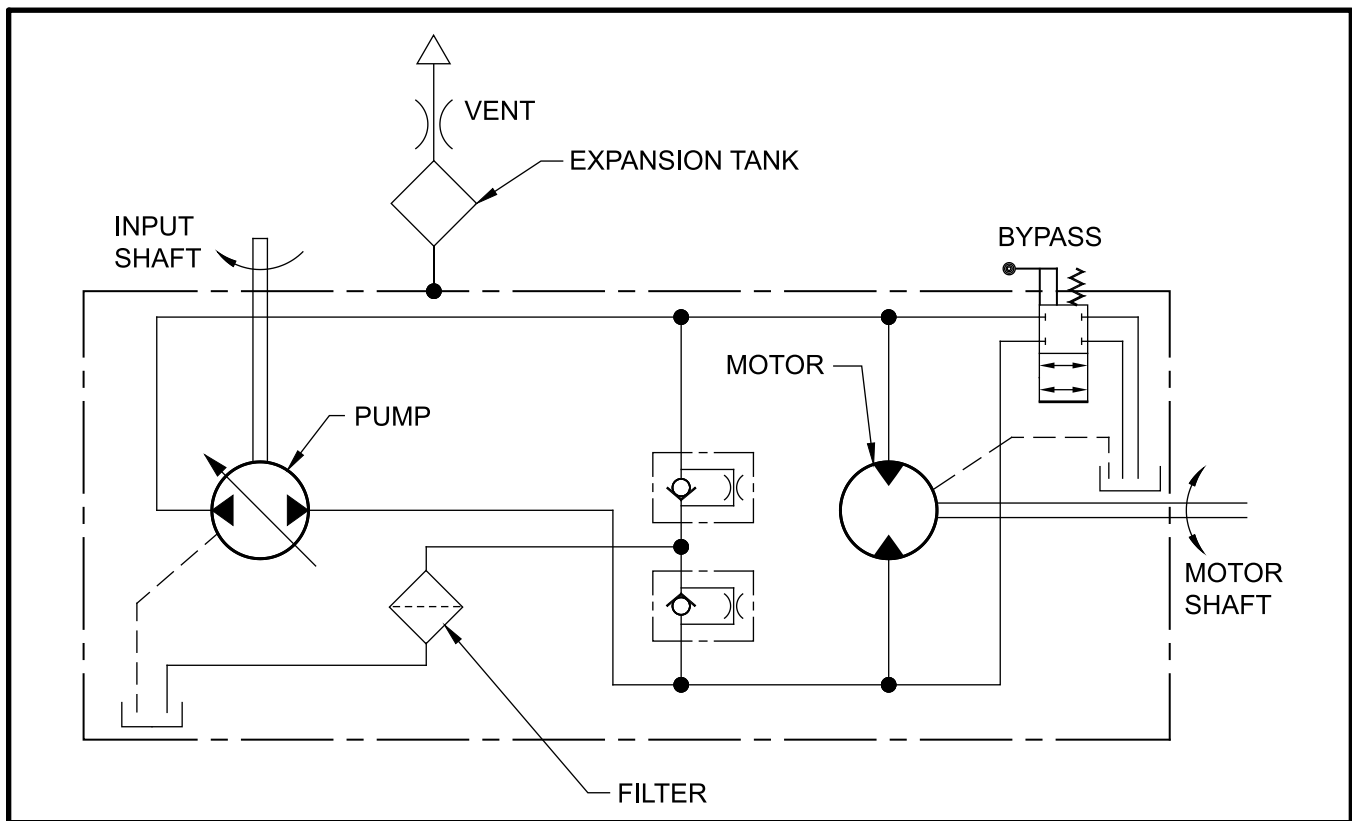 VENT
EXPANSION TANK
INPUT
SHAFT
BYPASS
MOTOR
PUMP
MOTOR
SHAFT
FILTER